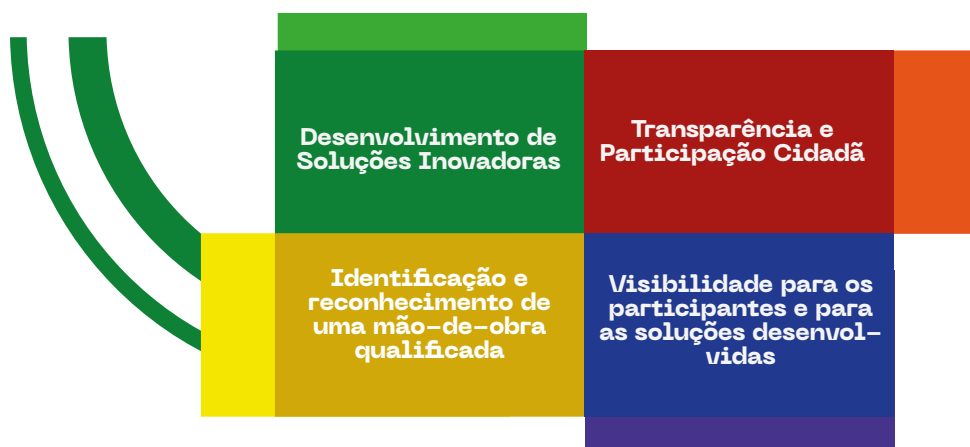 Desenvolvimento de
Soluções Inovadoras
Transparência e
Participação Cidadã
Identificação e
reconhecimento de
uma mão-de-obra
qualificada
Visibilidade para os
participantes e para
as soluções desenvol-
vidas